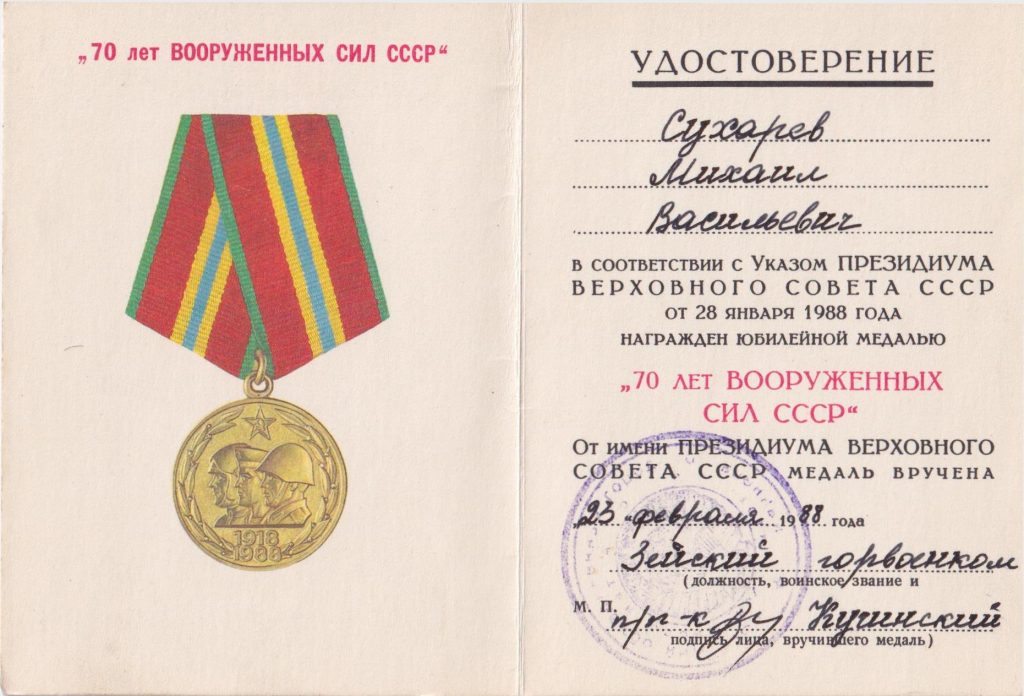 „70 лет ВООРУЖЕННЫХ СИЛ СССР“
1918
1988
УДОСТОВЕРЕНИЕ
Сухарев
Михаил
Васильевич
в соответствии с Указом ПРЕЗИДИУМА
ВЕРХОВНОГО СОВЕТА СССР
от 28 января 1988 года
награжден юбилейной медалью
„70 лет ВООРУЖЕННЫХ
СИЛ СССР“
От имени ПРЕЗИДИУМА ВЕРХОВНОГО
СОВЕТА СССР медаль вручена
„23 “ февраля 1988 года
Зейский горвоенком
(должность, воинское звание и
М. П. п/п-к Кучинский
подпись лица, вручившего медаль)